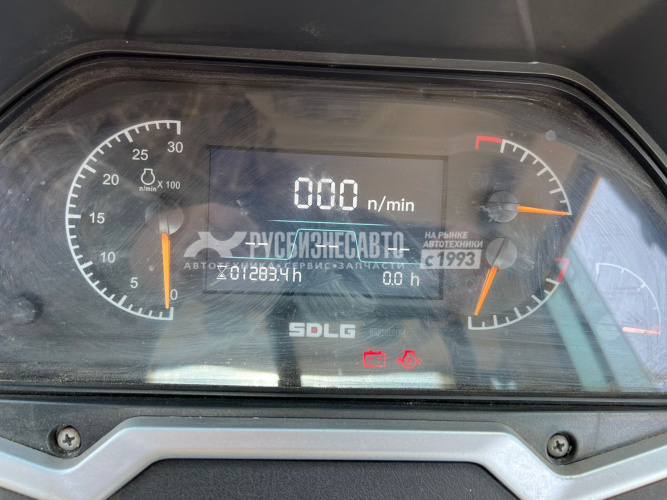 30
25
n/min X 100
20
15
10
5
0
000 n/min
-- -- --
РУСБИЗНЕСАВТО
АВТОТЕХНИКА•СЕРВИС•ЗАПЧАСТИ
НА РЫНКЕ
АВТОТЕХНИКИ
с 1993
01283.4 h 0.0 h
SDLG